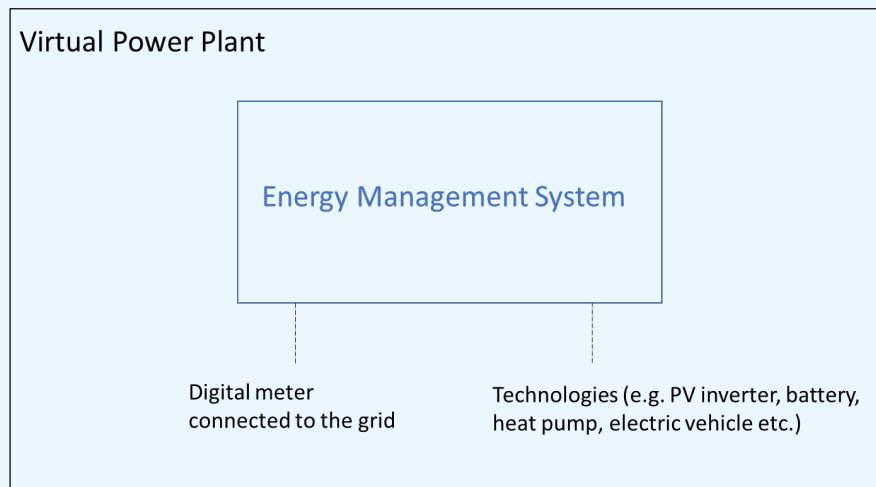 Virtual Power Plant
Energy Management System
Digital meter
connected to the grid
Technologies (e.g. PV inverter, battery,
heat pump, electric vehicle etc.)